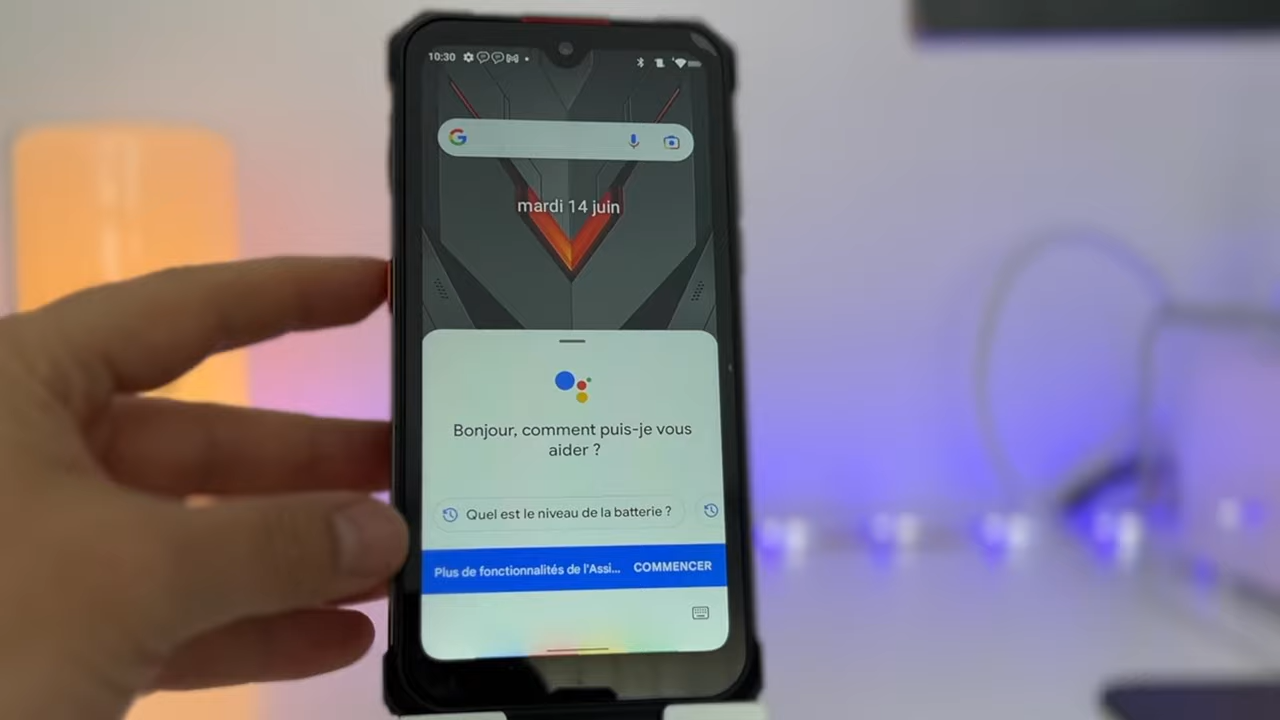 10:30
mardi 14 juin
Bonjour, comment puis-je vous
aider ?
Quel est le niveau de la batterie ?
Plus de fonctionnalités de l'Assi... COMMENCER